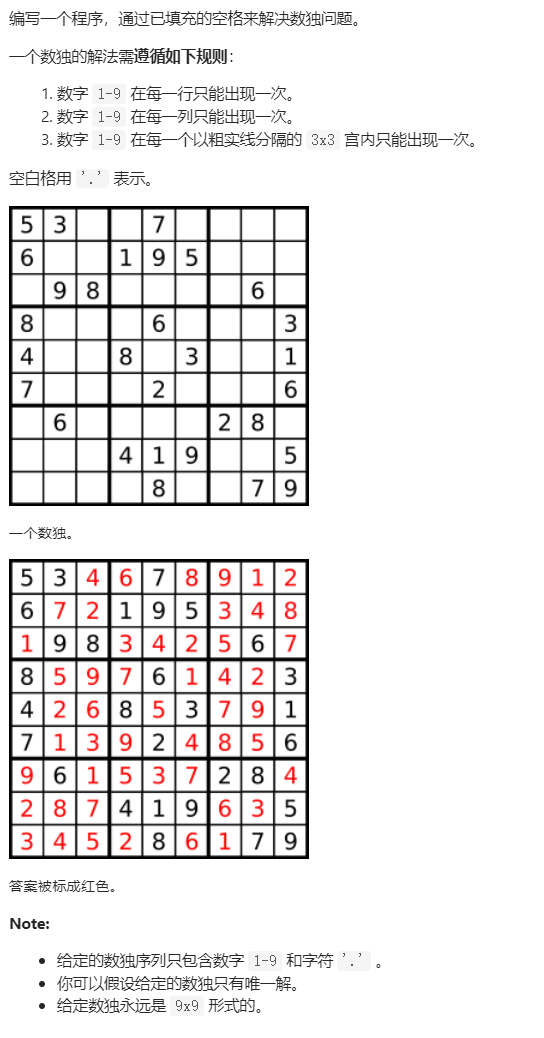 编写一个程序，通过已填充的空格来解决数独问题。
一个数独的解法需遵循如下规则：
1. 数字 1-9 在每一行只能出现一次。
2. 数字 1-9 在每一列只能出现一次。
3. 数字 1-9 在每一个以粗实线分隔的 3x3 宫内只能出现一次。
空白格用 '.' 表示。
5 3 7
6 1 9 5
9 8 6
8 6 3
4 8 3 1
7 2 6
6 2 8
4 1 9 5
8 7 9
一个数独。
5 3 4 6 7 8 9 1 2
6 7 2 1 9 5 3 4 8
1 9 8 3 4 2 5 6 7
8 5 9 7 6 1 4 2 3
4 2 6 8 5 3 7 9 1
7 1 3 9 2 4 8 5 6
9 6 1 5 3 7 2 8 4
2 8 7 4 1 9 6 3 5
3 4 5 2 8 6 1 7 9
答案被标成红色。
Note:
• 给定的数独序列只包含数字 1-9 和字符 '.' 。
• 你可以假设给定的数独只有唯一解。
• 给定数独永远是 9x9 形式的。